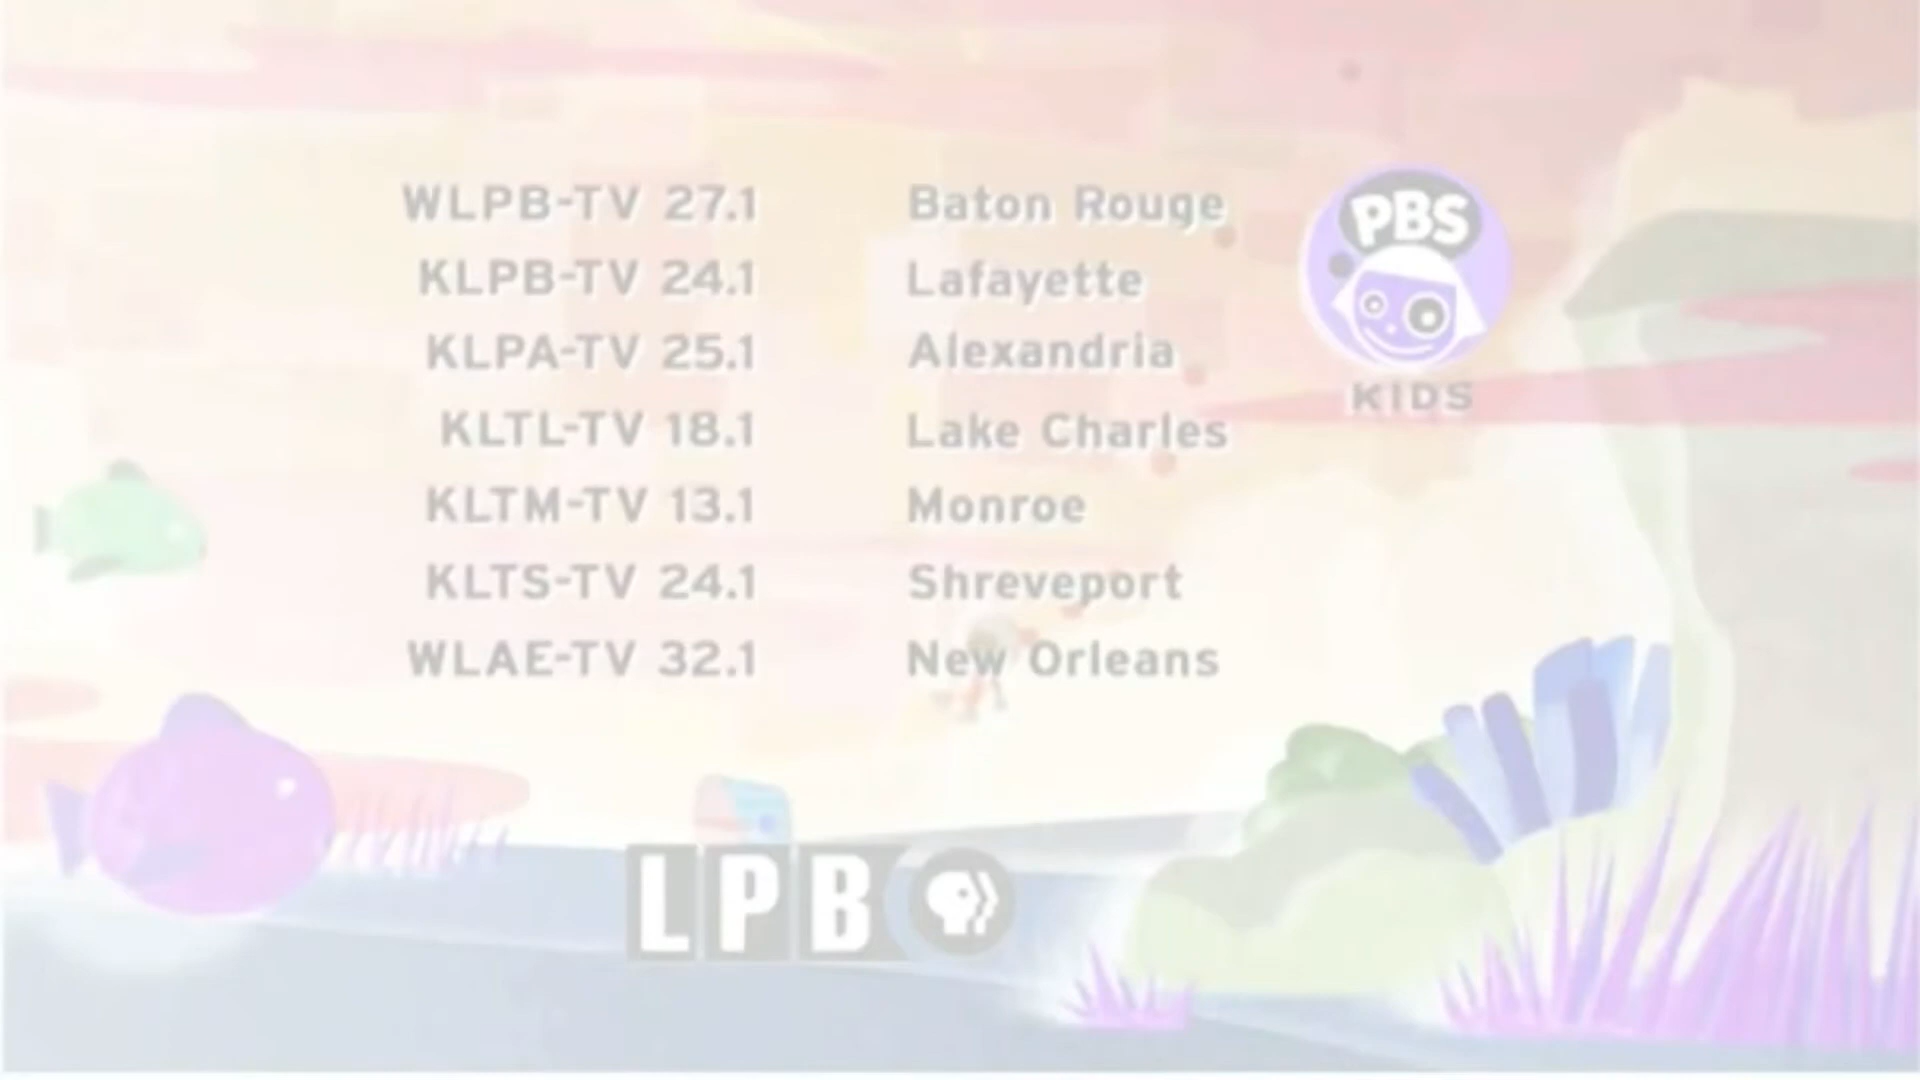 WLPB-TV 27.1 Baton Rouge
KLPB-TV 24.1 Lafayette
KLPA-TV 25.1 Alexandria
KLTL-TV 18.1 Lake Charles
KLTM-TV 13.1 Monroe
KLTS-TV 24.1 Shreveport
WLAE-TV 32.1 New Orleans
PBS
KIDS
LPB